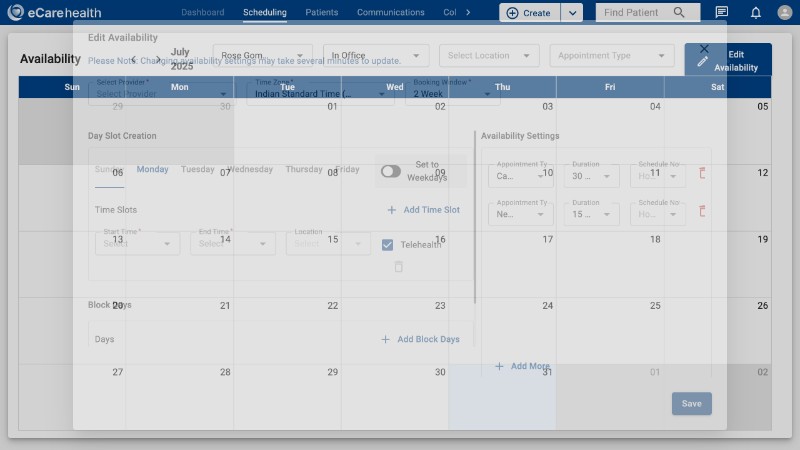 eCarehealth
Dashboard Scheduling Patients Communications Col Create Find Patient
Edit Availability
Availability July 2025 Rose Gom... In Office Select Location Appointment Type Edit Availability
Please Note: Changing availability settings may take several minutes to update.
Sun Mon Tue Wed Thu Fri Sat
Select Provider * Time Zone * Booking Window *
Select Provider Indian Standard Time (... 2 Week
29 30 01 02 03 04 05
Day Slot Creation Availability Settings
Sunday Monday Tuesday Wednesday Thursday Friday Set to Weekdays
Appointment Ty Duration Schedule No
Ca... 30 ... Ho...
06 07 08 09 10 11 12
Time Slots Add Time Slot
Appointment Ty Duration Schedule No
Ne... 15 ... Ho...
Start Time * End Time * Location
Select Select Select Telehealth
13 14 15 16 17 18 19
Block Days
20 21 22 23 24 25 26
Days Add Block Days
Add More
27 28 29 30 31 01 02
Save